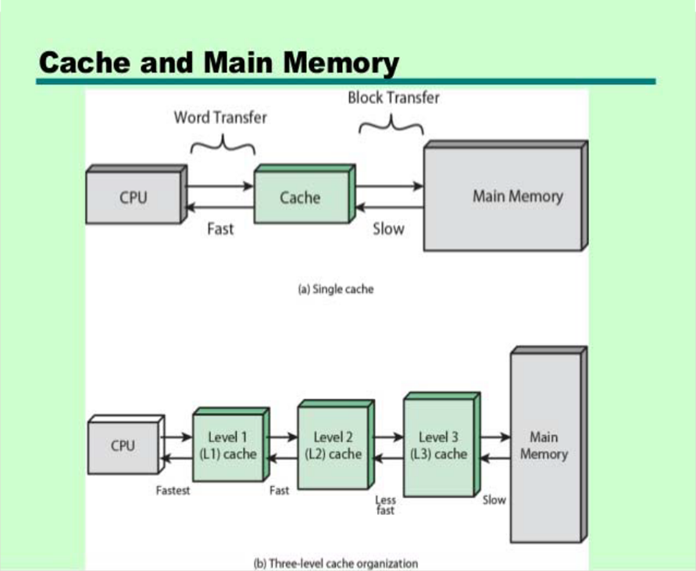 Cache and Main Memory
Block Transfer
Word Transfer
CPU
Cache
Main Memory
Fast
Slow
(a) Single cache
CPU
Level 1
(L1) cache
Level 2
(L2) cache
Level 3
(L3) cache
Main
Memory
Fastest
Fast
Less
fast
Slow
(b) Three-level cache organization